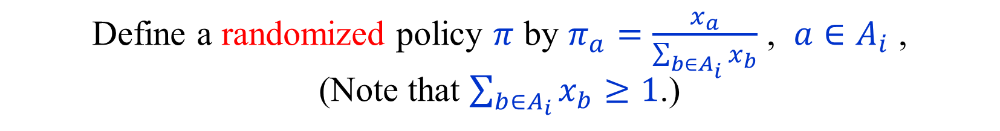 Define a randomized policy π by π_a = x_a / ∑_{b∈A_i} x_b , a ∈ A_i ,
(Note that ∑_{b∈A_i} x_b ≥ 1.)